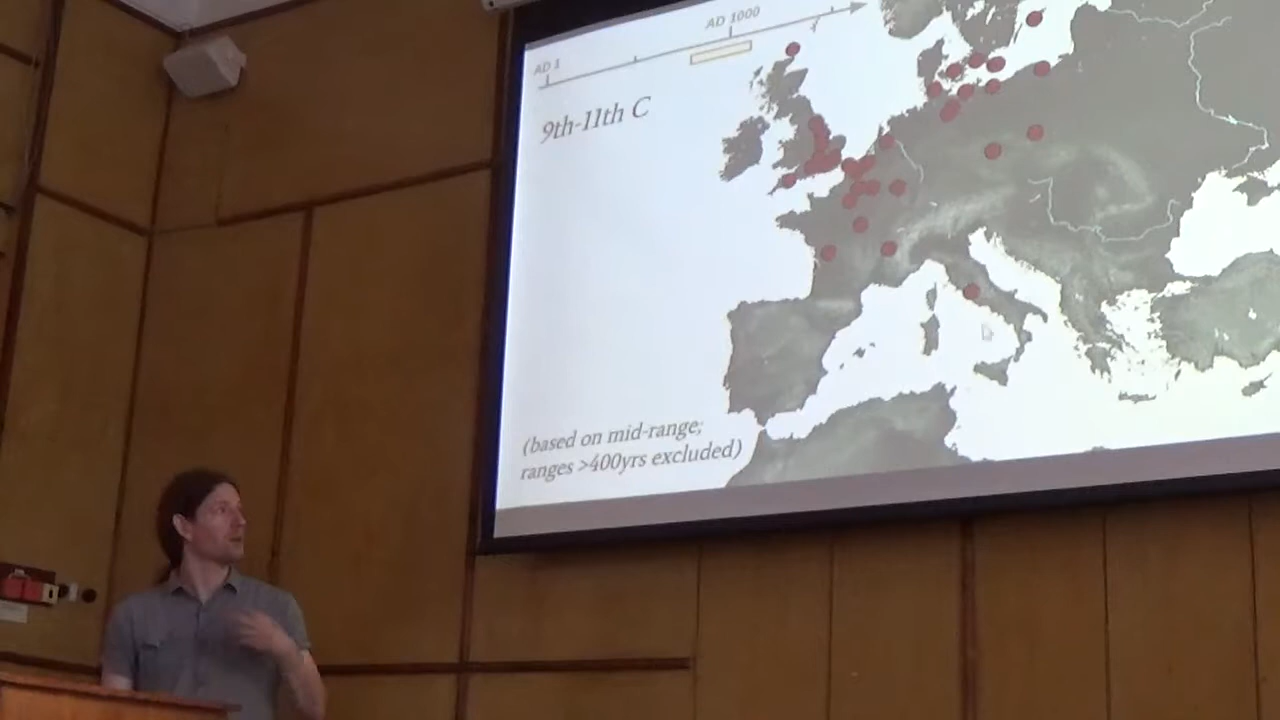 AD 1
AD 1000
9th-11th C
(based on mid-range;
ranges >400yrs excluded)